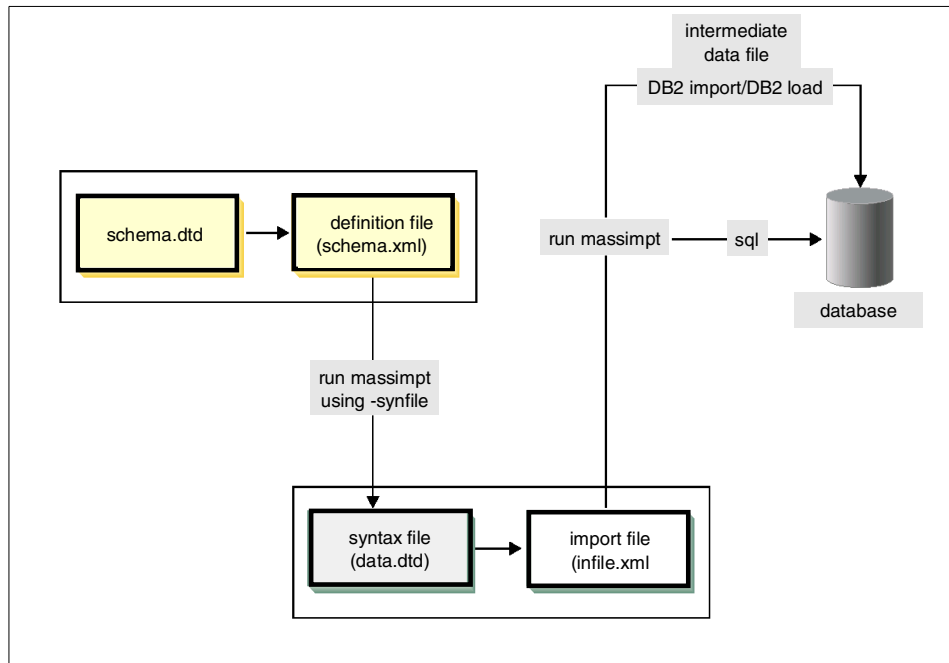 intermediate
data file
DB2 import/DB2 load
schema.dtd
definition file
(schema.xml)
run massimpt
sql
database
run massimpt
using -synfile
syntax file
(data.dtd)
import file
(infile.xml